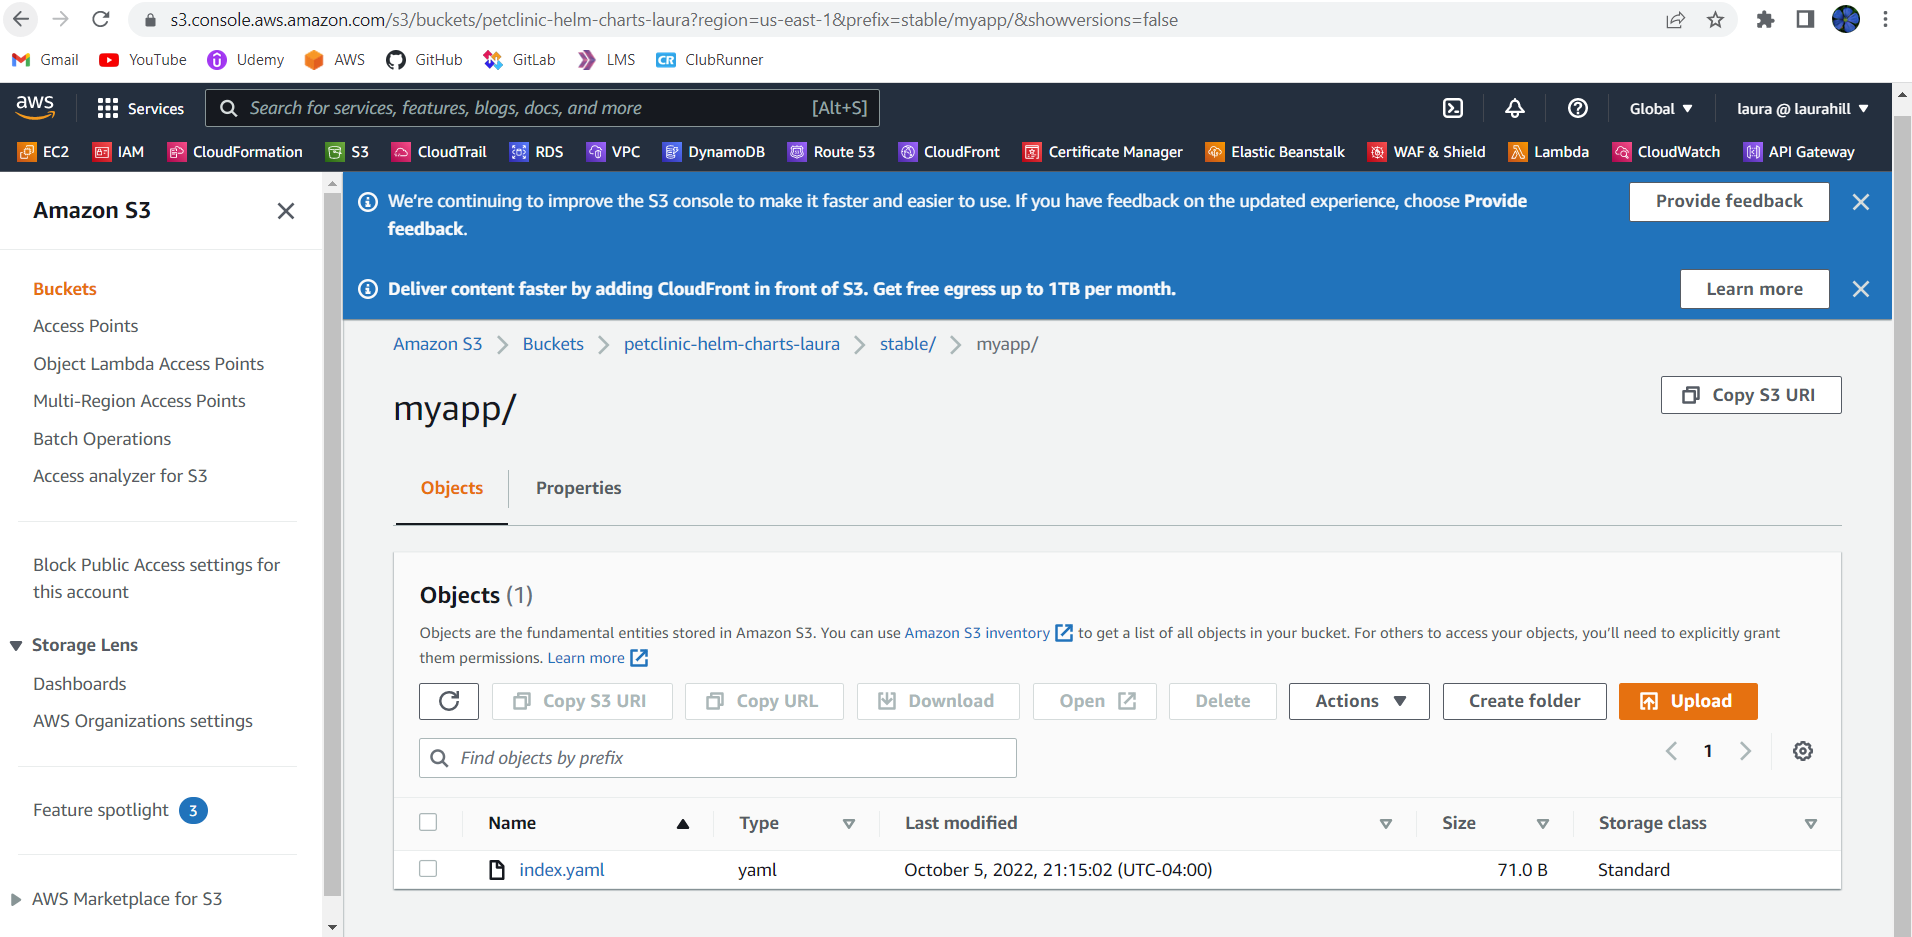 s3.console.aws.amazon.com/s3/buckets/petclinic-helm-charts-laura?region=us-east-1&prefix=stable/myapp/&showversions=false
Gmail YouTube Udemy AWS GitHub GitLab LMS CR ClubRunner
aws Services Search for services, features, blogs, docs, and more [Alt+S] Global laura @ laurahill
EC2 IAM CloudFormation S3 CloudTrail RDS VPC DynamoDB Route 53 CloudFront Certificate Manager Elastic Beanstalk WAF & Shield Lambda CloudWatch API Gateway
Amazon S3
Buckets
Access Points
Object Lambda Access Points
Multi-Region Access Points
Batch Operations
Access analyzer for S3
Block Public Access settings for
this account
Storage Lens
Dashboards
AWS Organizations settings
Feature spotlight 3
AWS Marketplace for S3
We're continuing to improve the S3 console to make it faster and easier to use. If you have feedback on the updated experience, choose Provide
feedback.
Provide feedback
Deliver content faster by adding CloudFront in front of S3. Get free egress up to 1TB per month.
Learn more
Amazon S3 Buckets petclinic-helm-charts-laura stable/ myapp/
myapp/
Copy S3 URI
Objects Properties
Objects (1)
Objects are the fundamental entities stored in Amazon S3. You can use Amazon S3 inventory to get a list of all objects in your bucket. For others to access your objects, you'll need to explicitly grant
them permissions. Learn more
Copy S3 URI Copy URL Download Open Delete Actions Create folder Upload
Find objects by prefix
1
Name Type Last modified Size Storage class
index.yaml yaml October 5, 2022, 21:15:02 (UTC-04:00) 71.0 B Standard